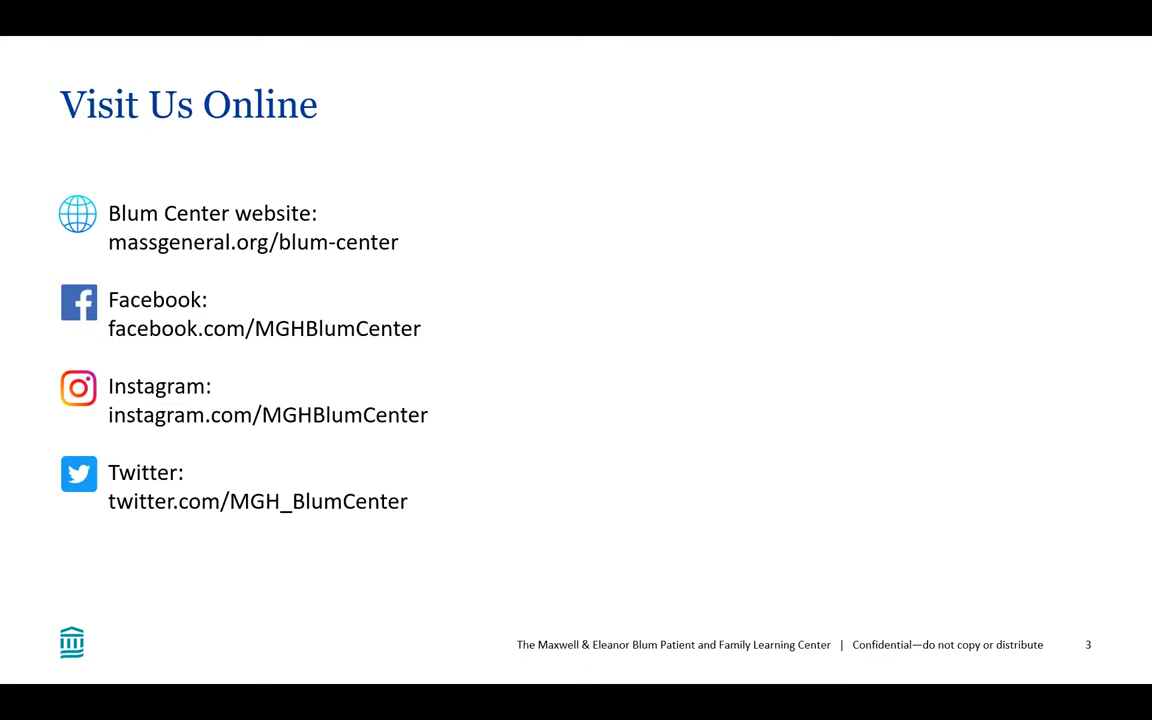 Visit Us Online
Blum Center website:
massgeneral.org/blum-center
Facebook:
facebook.com/MGHBlumCenter
Instagram:
instagram.com/MGHBlumCenter
Twitter:
twitter.com/MGH_BlumCenter
The Maxwell & Eleanor Blum Patient and Family Learning Center | Confidential—do not copy or distribute 3